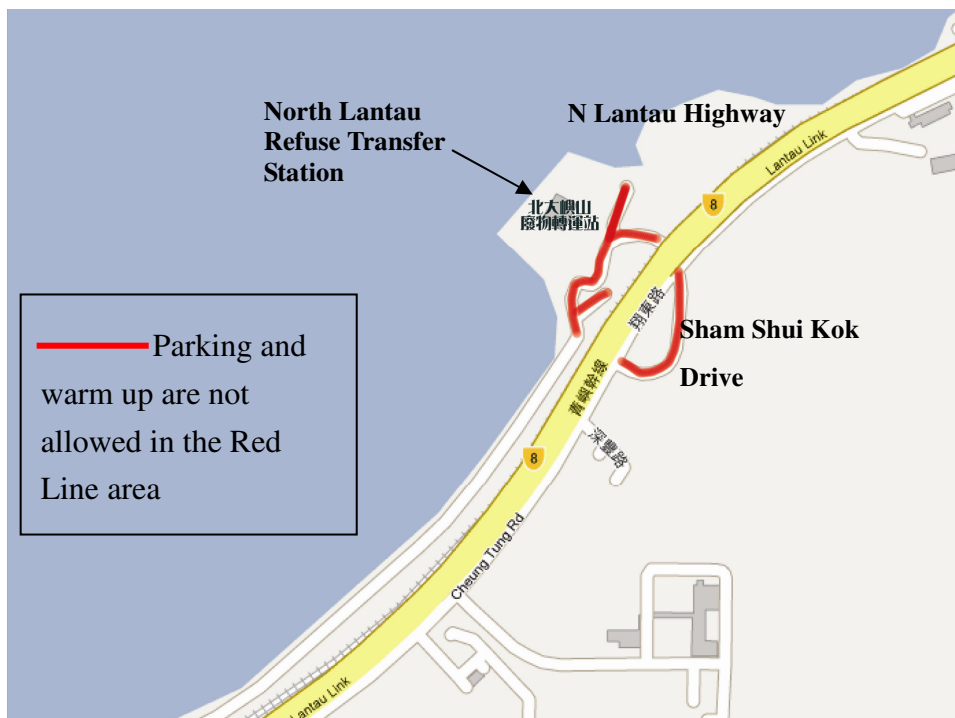 North Lantau
Refuse Transfer
Station
N Lantau Highway
Lantau Link
8
北大嶼山
廢物轉運站
翔東路
Sham Shui Kok
Drive
Parking and
warm up are not
allowed in the Red
Line area
青嶼幹線
深豐路
8
Cheung Tung Rd
Lantau Link